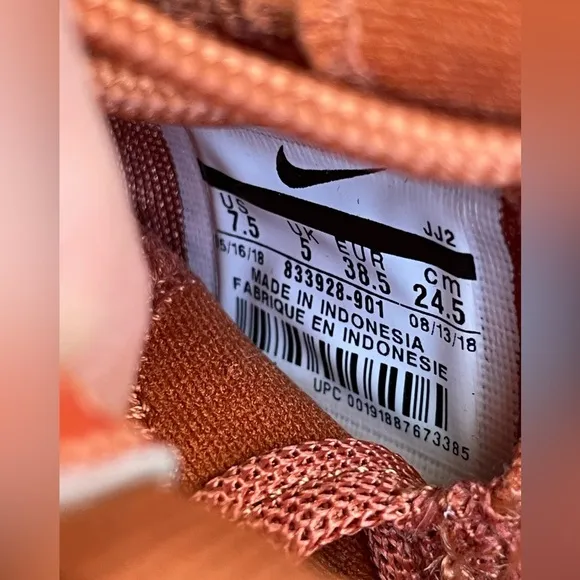 JJ2
US UK EUR cm
7.5 5 38.5 24.5
05/16/18 833928-901 08/13/18
MADE IN INDONESIA
FABRIQUE EN INDONESIE
UPC 00191887673385